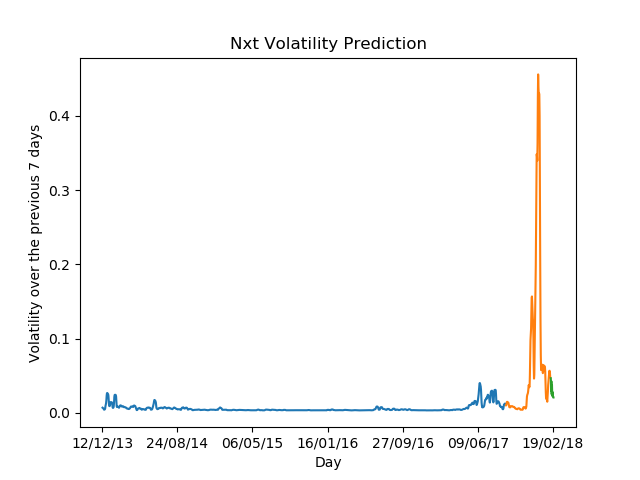 Nxt Volatility Prediction
Volatility over the previous 7 days
0.4
0.3
0.2
0.1
0.0
12/12/13 24/08/14 06/05/15 16/01/16 27/09/16 09/06/17 19/02/18
Day